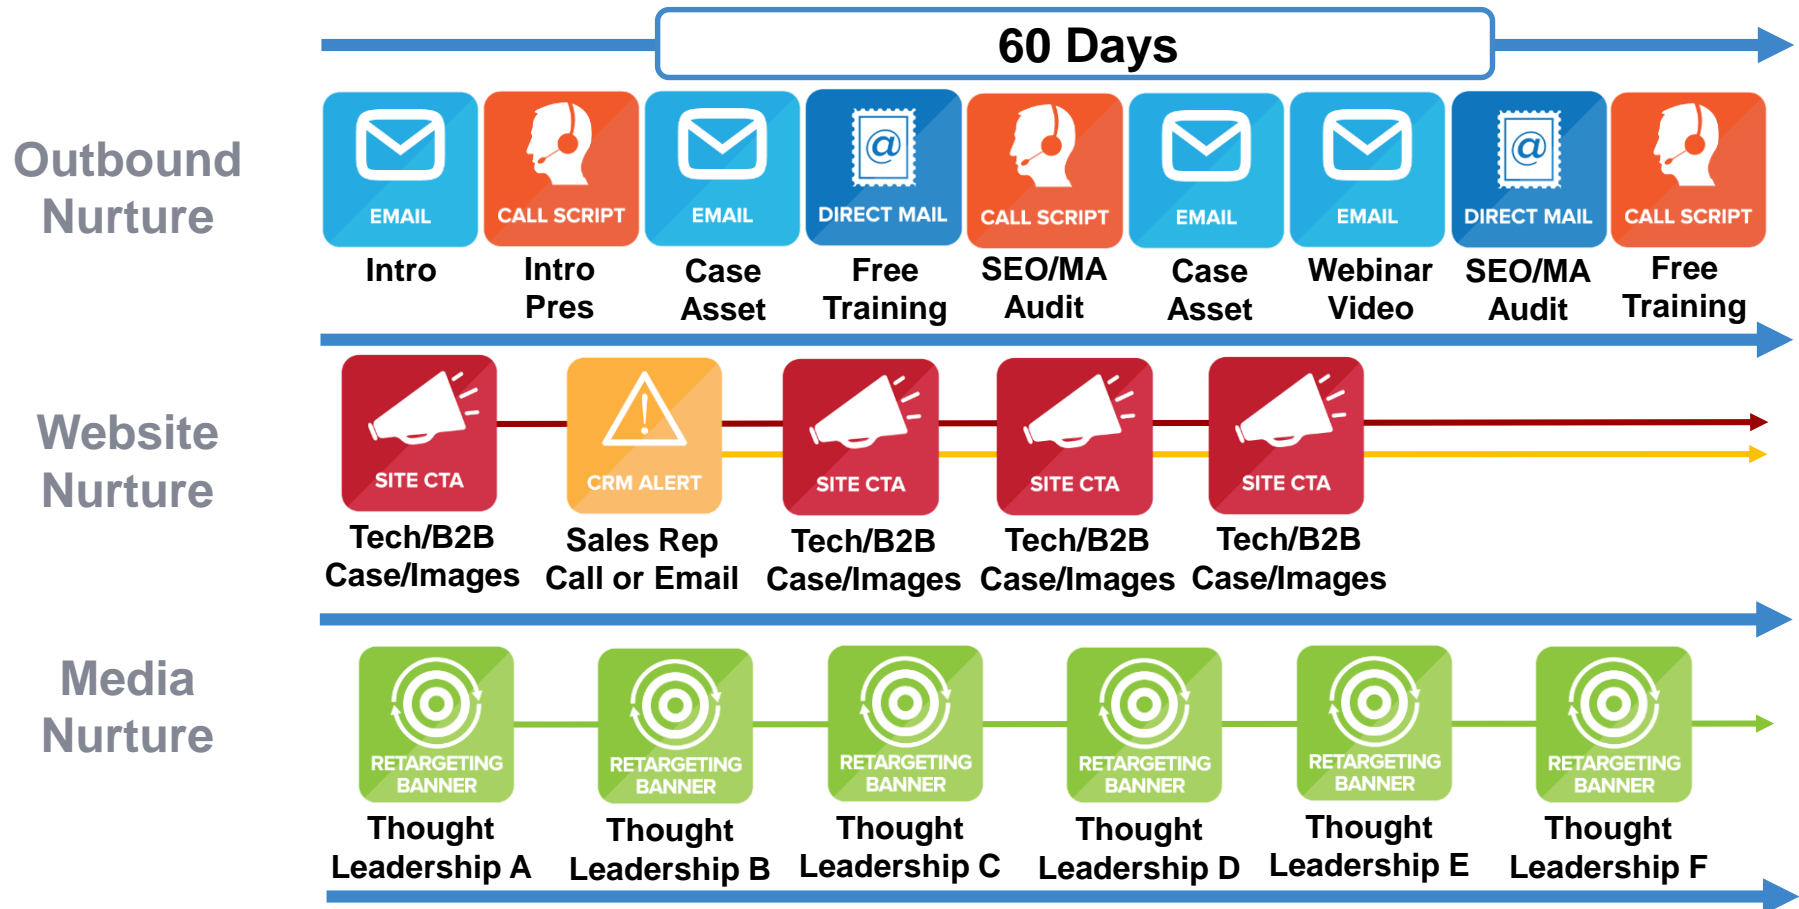 60 Days
Outbound
Nurture
EMAIL
CALL SCRIPT
EMAIL
DIRECT MAIL
CALL SCRIPT
EMAIL
EMAIL
DIRECT MAIL
CALL SCRIPT
Intro
Intro
Pres
Case
Asset
Free
Training
SEO/MA
Audit
Case
Asset
Webinar
Video
SEO/MA
Audit
Free
Training
Website
Nurture
SITE CTA
CRM ALERT
SITE CTA
SITE CTA
SITE CTA
Tech/B2B
Case/Images
Sales Rep
Call or Email
Tech/B2B
Case/Images
Tech/B2B
Case/Images
Tech/B2B
Case/Images
Media
Nurture
RETARGETING
BANNER
RETARGETING
BANNER
RETARGETING
BANNER
RETARGETING
BANNER
RETARGETING
BANNER
RETARGETING
BANNER
Thought
Leadership A
Thought
Leadership B
Thought
Leadership C
Thought
Leadership D
Thought
Leadership E
Thought
Leadership F